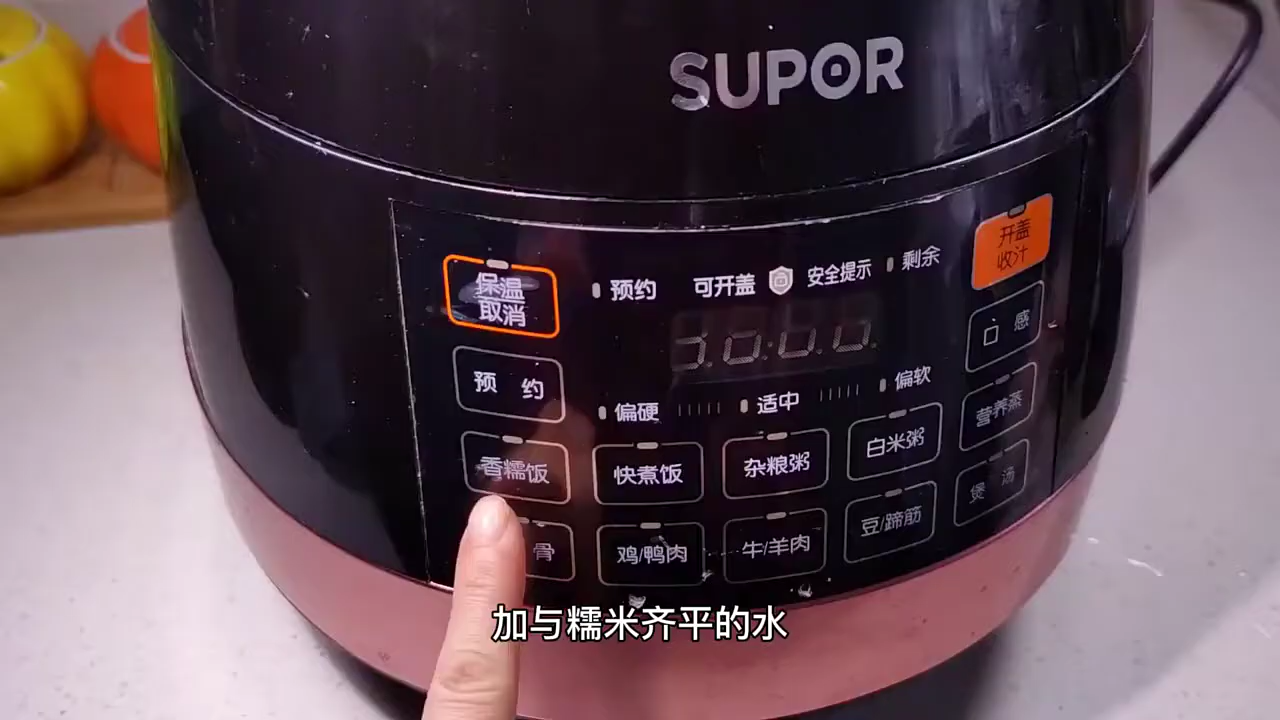 SUPOR
保温
取消
预约
可开盖
安全提示
剩余
开盖
收汁
口感
预约
偏硬
适中
偏软
香糯饭
快煮饭
杂粮粥
白米粥
营养蒸
骨
鸡/鸭肉
牛/羊肉
豆/蹄筋
煲汤
加与糯米齐平的水